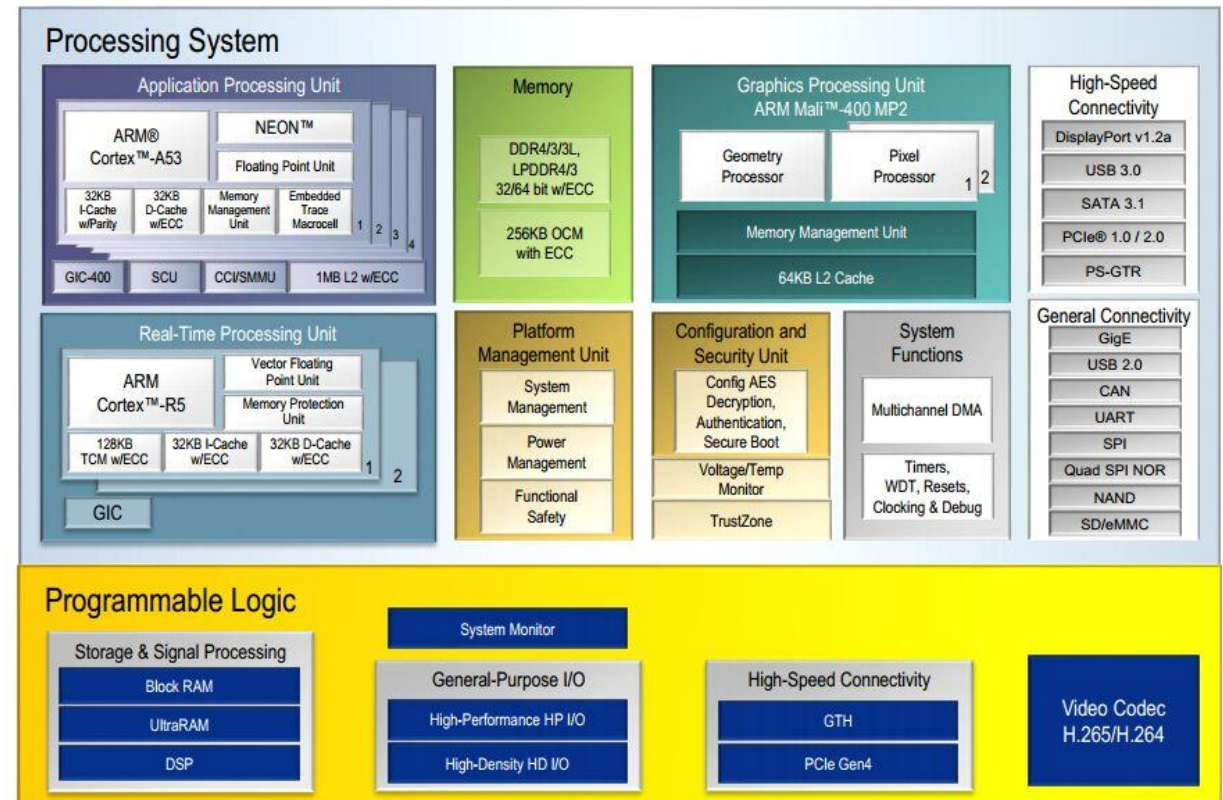 Processing System
Application Processing Unit
ARM®
Cortex™-A53
NEON™
Floating Point Unit
32KB
I-Cache
w/Parity
32KB
D-Cache
w/ECC
Memory
Management
Unit
Embedded
Trace
Macrocell
1
2
3
4
GIC-400
SCU
CCI/SMMU
1MB L2 w/ECC
Memory
DDR4/3/3L,
LPDDR4/3
32/64 bit w/ECC
256KB OCM
with ECC
Graphics Processing Unit
ARM Mali™-400 MP2
Geometry
Processor
Pixel
Processor
1
2
Memory Management Unit
64KB L2 Cache
High-Speed
Connectivity
DisplayPort v1.2a
USB 3.0
SATA 3.1
PCIe® 1.0 / 2.0
PS-GTR
Real-Time Processing Unit
ARM
Cortex™-R5
Vector Floating
Point Unit
Memory Protection
Unit
128KB
TCM w/ECC
32KB I-Cache
w/ECC
32KB D-Cache
w/ECC
1
2
GIC
Platform
Management Unit
System
Management
Power
Management
Functional
Safety
Configuration and
Security Unit
Config AES
Decryption,
Authentication,
Secure Boot
Voltage/Temp
Monitor
TrustZone
System
Functions
Multichannel DMA
Timers,
WDT, Resets,
Clocking & Debug
General Connectivity
GigE
USB 2.0
CAN
UART
SPI
Quad SPI NOR
NAND
SD/eMMC
Programmable Logic
Storage & Signal Processing
Block RAM
UltraRAM
DSP
System Monitor
General-Purpose I/O
High-Performance HP I/O
High-Density HD I/O
High-Speed Connectivity
GTH
PCIe Gen4
Video Codec
H.265/H.264